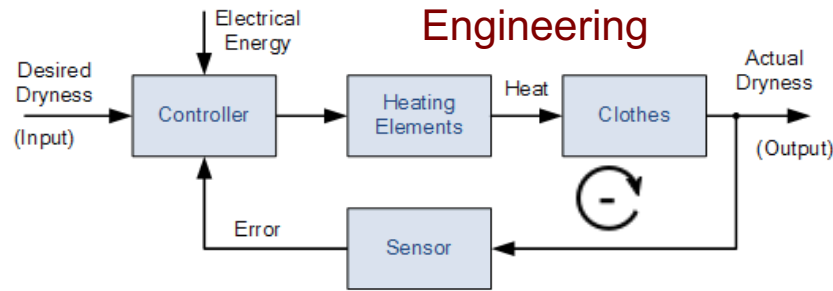 Engineering
Electrical
Energy
Desired
Dryness
(Input)
Controller
Heating
Elements
Heat
Clothes
Actual
Dryness
(Output)
-
Error
Sensor